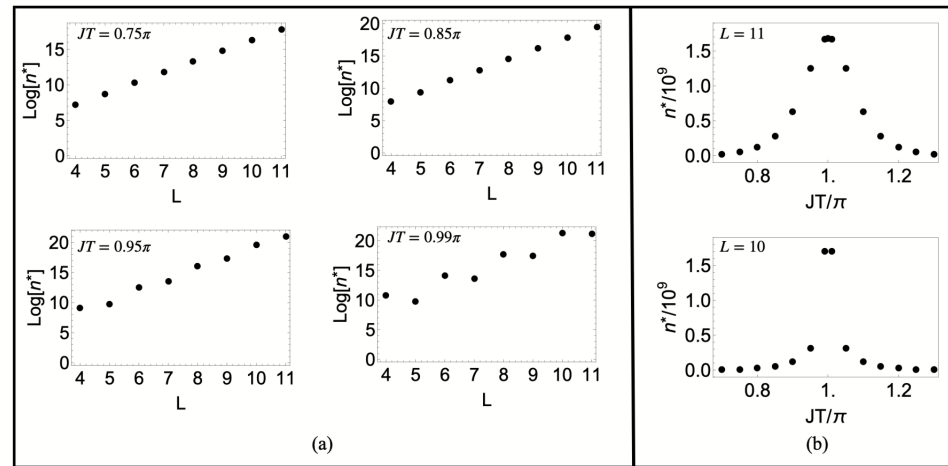 JT = 0.75π
Log[n*]
15
10
5
0
4 5 6 7 8 9 10 11
L
JT = 0.85π
Log[n*]
20
15
10
5
0
4 5 6 7 8 9 10 11
L
JT = 0.95π
Log[n*]
20
15
10
5
0
4 5 6 7 8 9 10 11
L
JT = 0.99π
Log[n*]
20
15
10
5
0
4 5 6 7 8 9 10 11
L
(a)
L = 11
n*/10⁹
1.5
1.0
0.5
0.0
0.8 1. 1.2
JT/π
L = 10
n*/10⁹
1.5
1.0
0.5
0.0
0.8 1. 1.2
JT/π
(b)